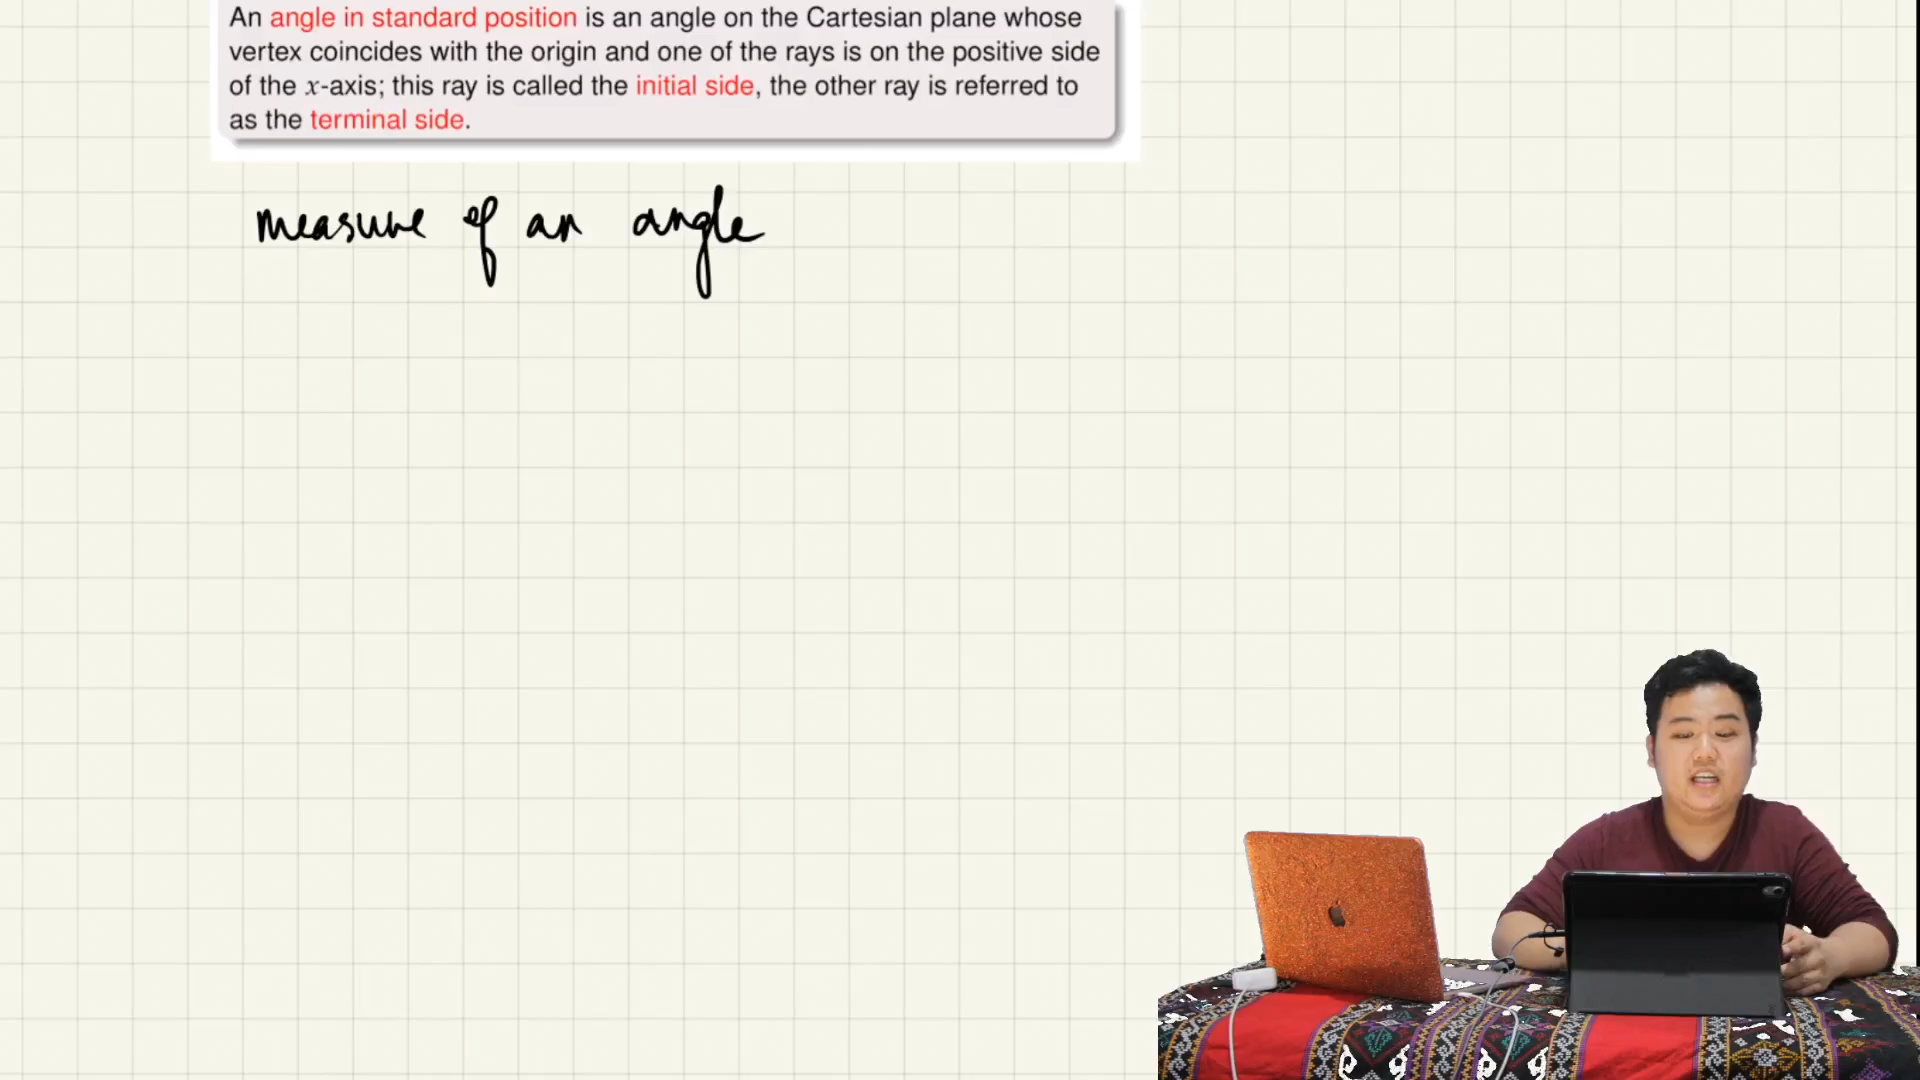 An angle in standard position is an angle on the Cartesian plane whose
vertex coincides with the origin and one of the rays is on the positive side
of the x-axis; this ray is called the initial side, the other ray is referred to
as the terminal side.
measure of an angle